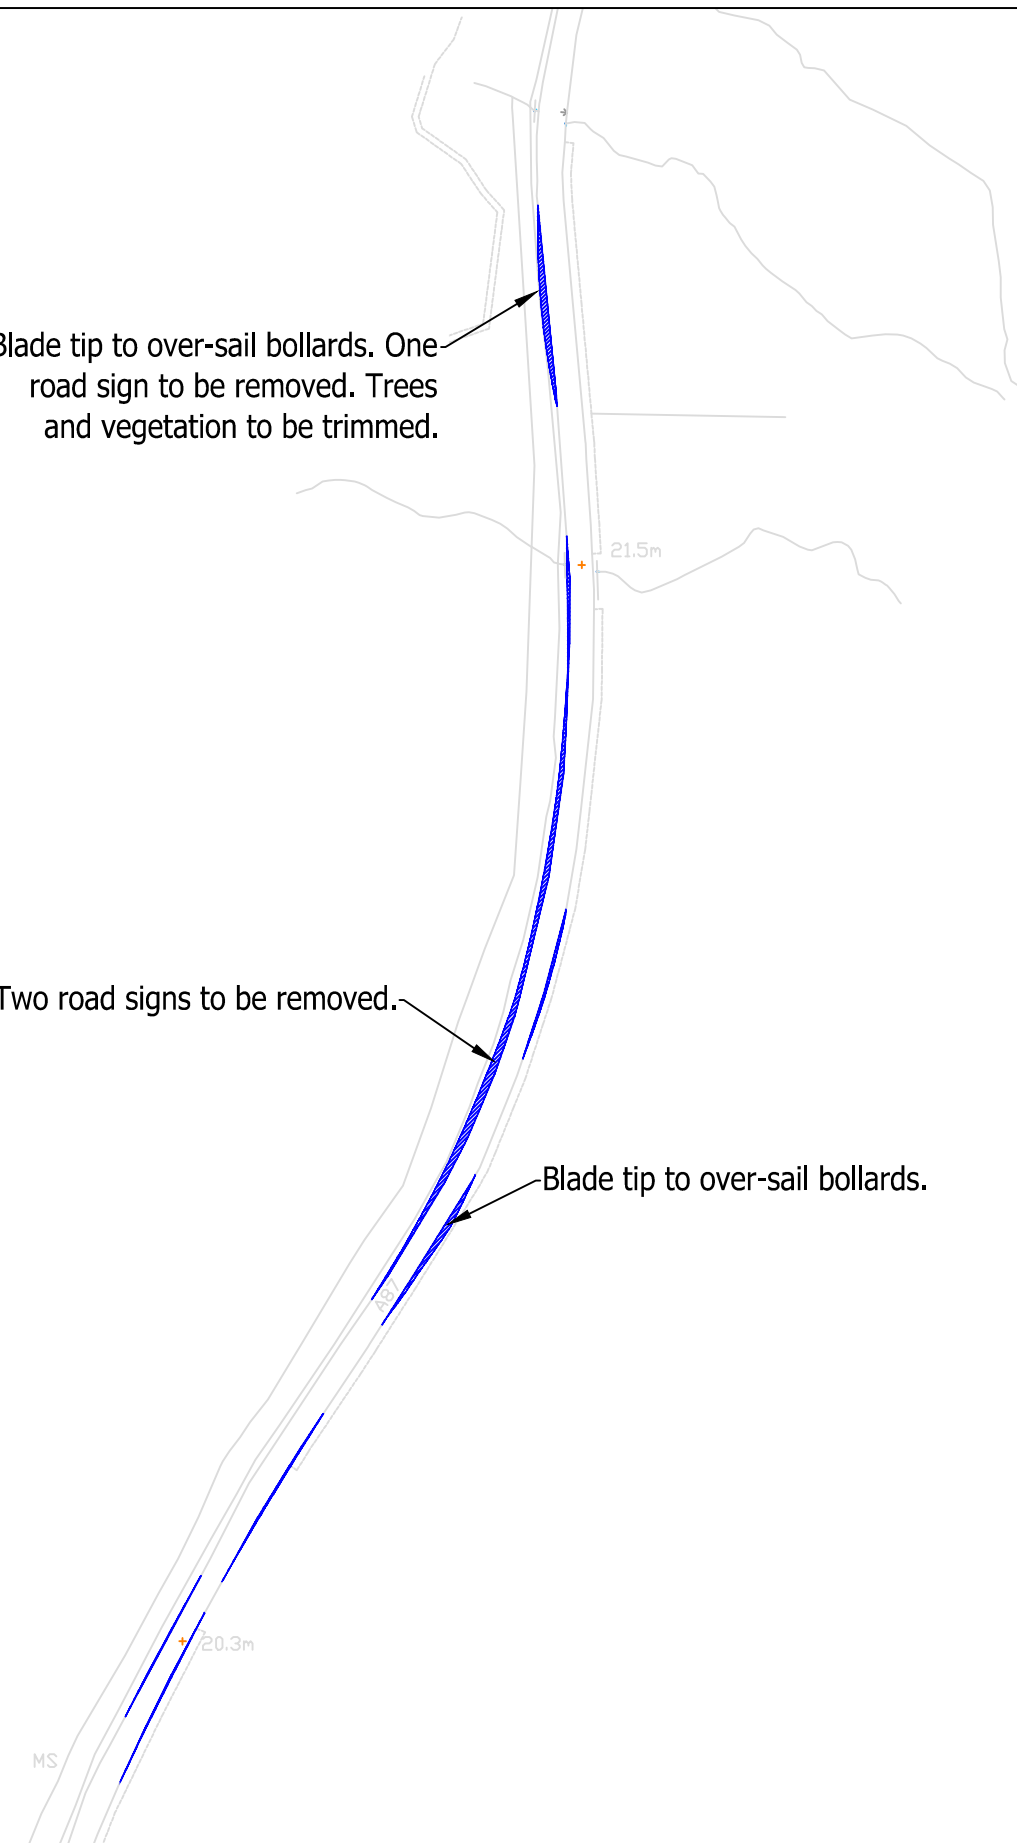 Blade tip to over-sail bollards. One
road sign to be removed. Trees
and vegetation to be trimmed.
21.5m
Two road signs to be removed.
Blade tip to over-sail bollards.
A87
20.3m
MS